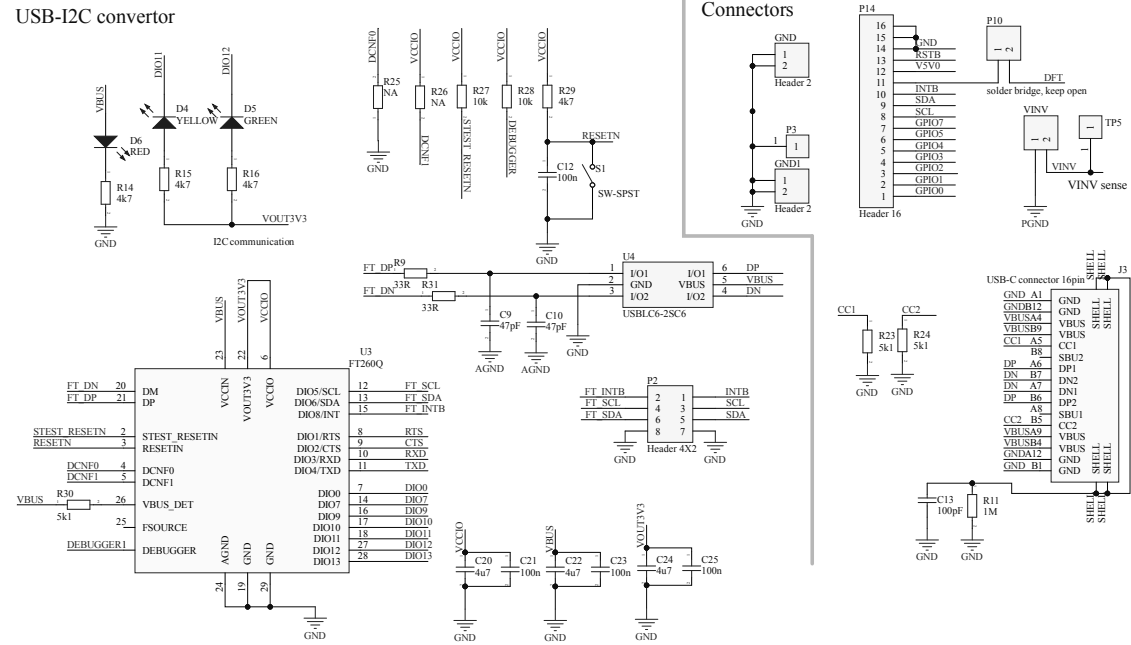 USB-I2C convertor
VBUS
D6
RED
R14
4k7
GND
DIO11
D4
YELLOW
R15
4k7
DIO12
D5
GREEN
R16
4k7
VOUT3V3
I2C communication
DCNF0
R25
NA
GND
VCCIO
R26
NA
DCNF1
VCCIO
R27
10k
STEST_RESETN
VCCIO
R28
10k
DEBUGGER
VCCIO
R29
4k7
RESETN
C12
100n
S1
SW-SPST
GND
FT_DP
R9
33R
FT_DN
R31
33R
C9
47pF
AGND
C10
47pF
AGND
GND
U4
1 I/O1 I/O1 6 DP
2 GND VBUS 5 VBUS
3 I/O2 I/O2 4 DN
USBLC6-2SC6
VBUS
VOUT3V3
VCCIO
23
22
6
U3
FT260Q
VCCIN
VOUT3V3
VCCIO
FT_DN 20 DM
FT_DP 21 DP
STEST_RESETN 2 STEST_RESETIN
RESETN 3 RESETIN
DCNF0 4 DCNF0
DCNF1 5 DCNF1
VBUS R30 26 VBUS_DET
5k1
25 FSOURCE
DEBUGGER1 DEBUGGER
DIO5/SCL 12 FT_SCL
DIO6/SDA 13 FT_SDA
DIO8/INT 15 FT_INTB
DIO1/RTS 8 RTS
DIO2/CTS 9 CTS
DIO3/RXD 10 RXD
DIO4/TXD 11 TXD
DIO0 7 DIO0
DIO7 14 DIO7
DIO9 16 DIO9
DIO10 17 DIO10
DIO11 18 DIO11
DIO12 27 DIO12
DIO13 28 DIO13
AGND
GND
GND
24
19
29
GND
P2
FT_INTB 2 1 INTB
FT_SCL 4 3 SCL
FT_SDA 6 5 SDA
8 7
Header 4X2
GND
GND
VCCIO
C20
4u7
C21
100n
GND
VBUS
C22
4u7
C23
100n
GND
VOUT3V3
C24
4u7
C25
100n
GND
Connectors
GND
1
2
Header 2
P3
1 1
GND1
1
2
Header 2
GND
P14
16
15
14 GND
13 RSTB
12 V5V0
11
10 INTB
9 SDA
8 SCL
7 GPIO7
6 GPIO5
5 GPIO4
4 GPIO3
3 GPIO2
2 GPIO1
1 GPIO0
Header 16
P10
1 2
DFT
solder bridge, keep open
VINV
1 2
TP5
1
VINV
VINV sense
PGND
CC1
R23
5k1
GND
CC2
R24
5k1
GND
USB-C connector 16pin
J3
SHELL
SHELL
SHELL
SHELL
GND A1 GND
GNDB12 GND
VBUSA4 VBUS
VBUSB9 VBUS
CC1 A5 CC1
B8 SBU2
DP A6 DP1
DN B7 DN2
DN A7 DN1
DP B6 DP2
A8 SBU1
CC2 B5 CC2
VBUSA9 VBUS
VBUSB4 VBUS
GNDA12 GND
GND B1 GND
SHELL
SHELL
SHELL
SHELL
C13
100pF
GND
R11
1M
GND